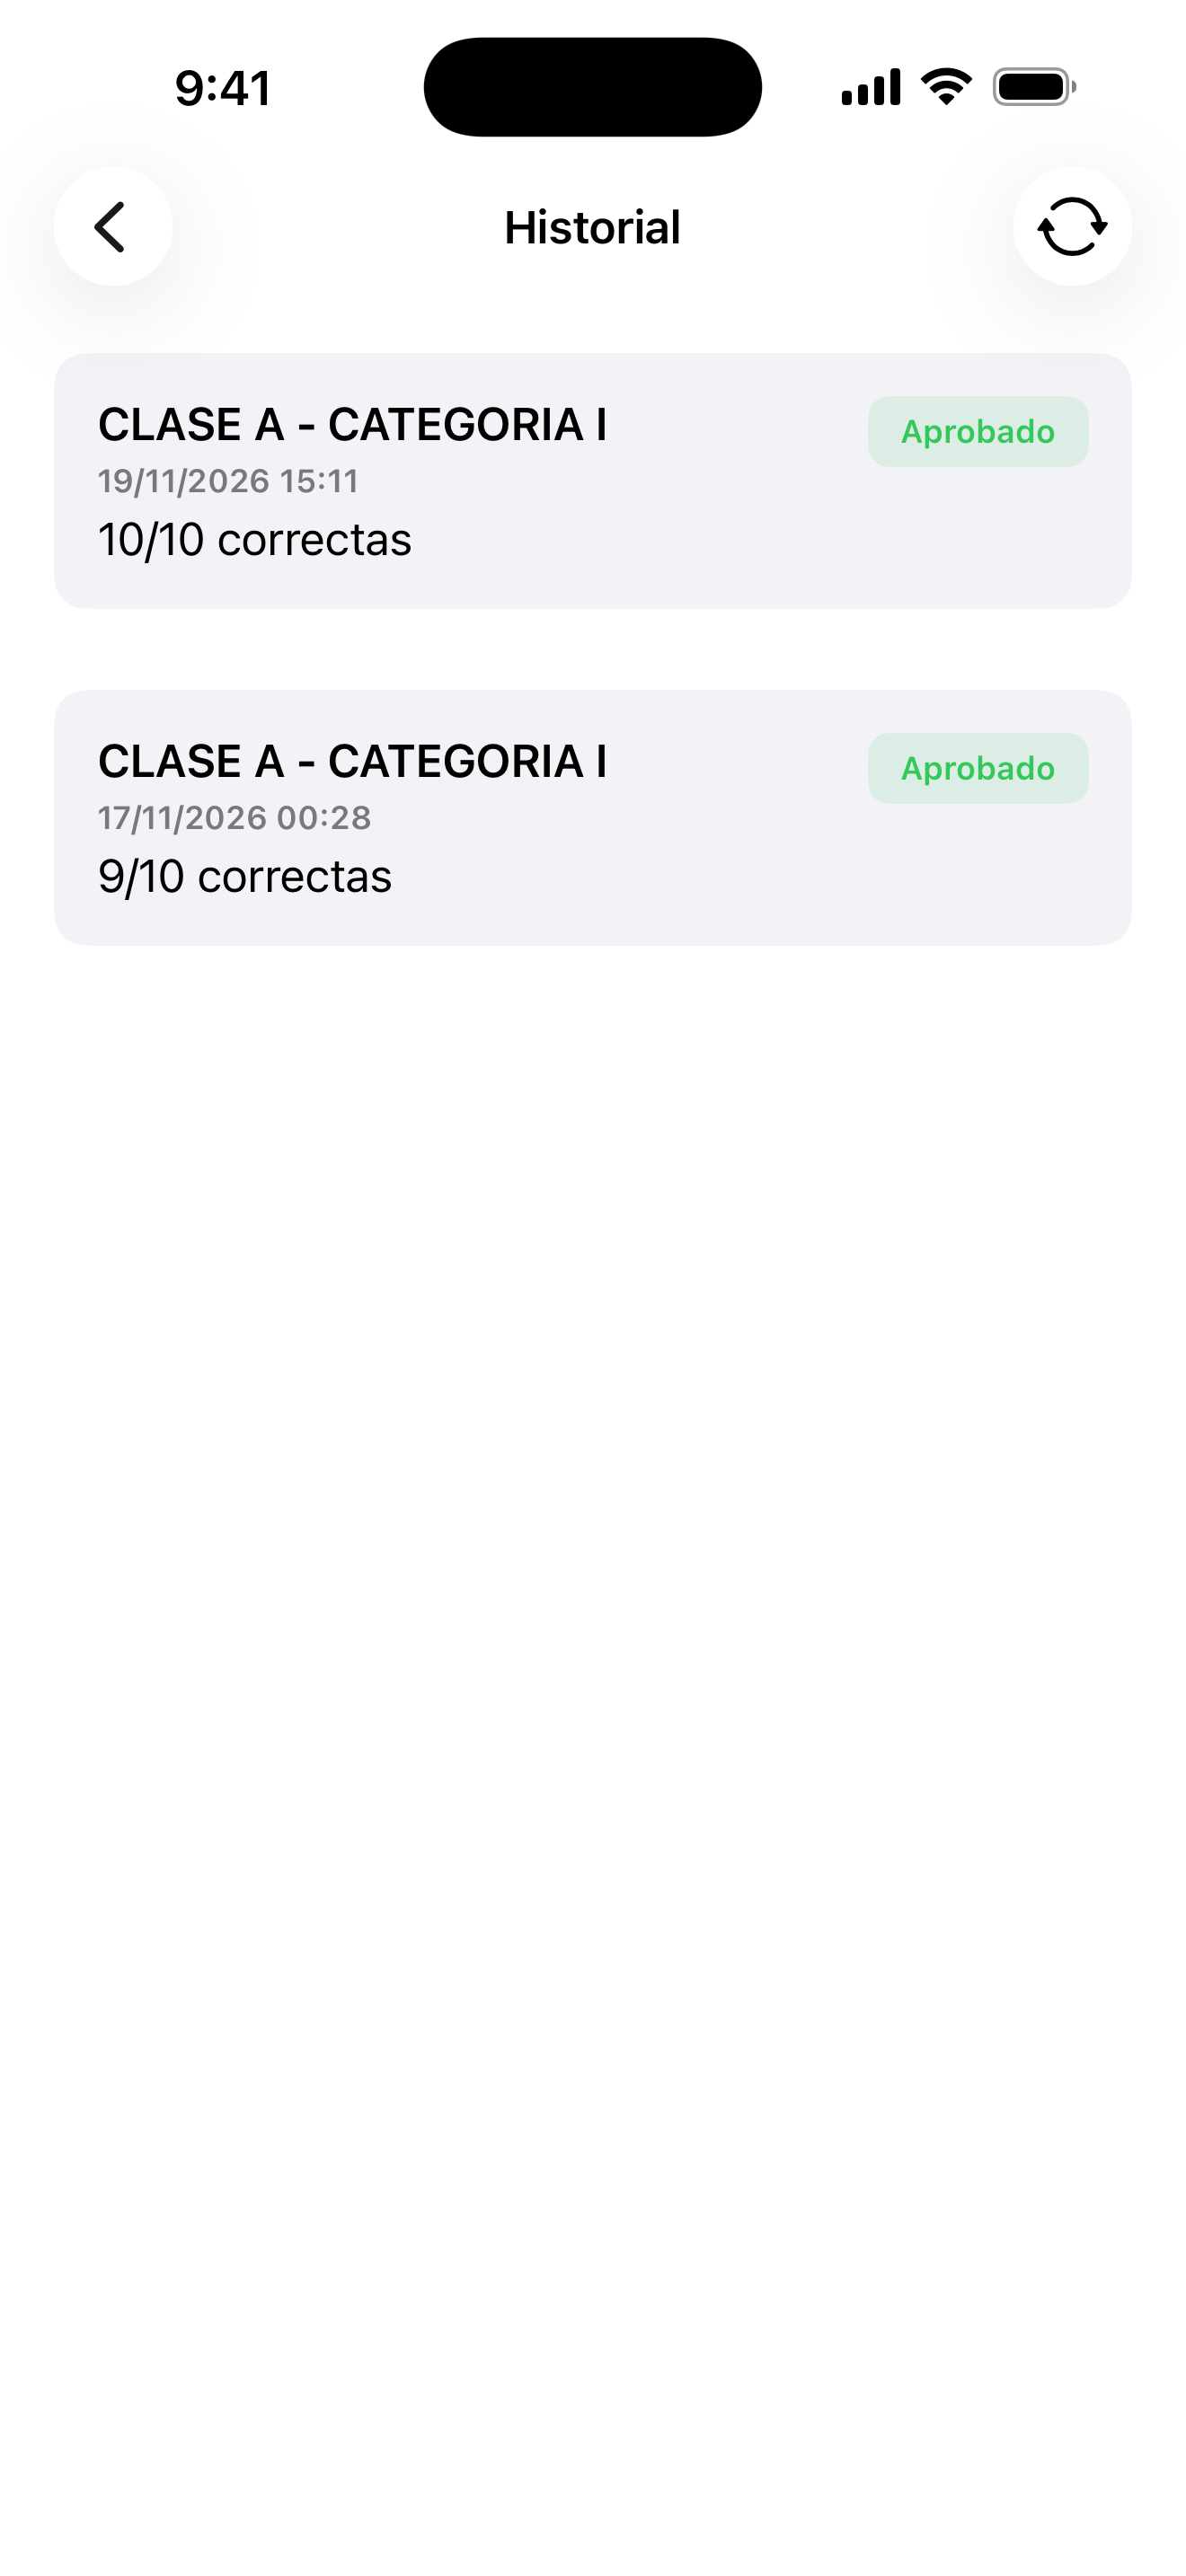 9:41
Historial
CLASE A - CATEGORIA I
Aprobado
19/11/2026 15:11
10/10 correctas
CLASE A - CATEGORIA I
Aprobado
17/11/2026 00:28
9/10 correctas